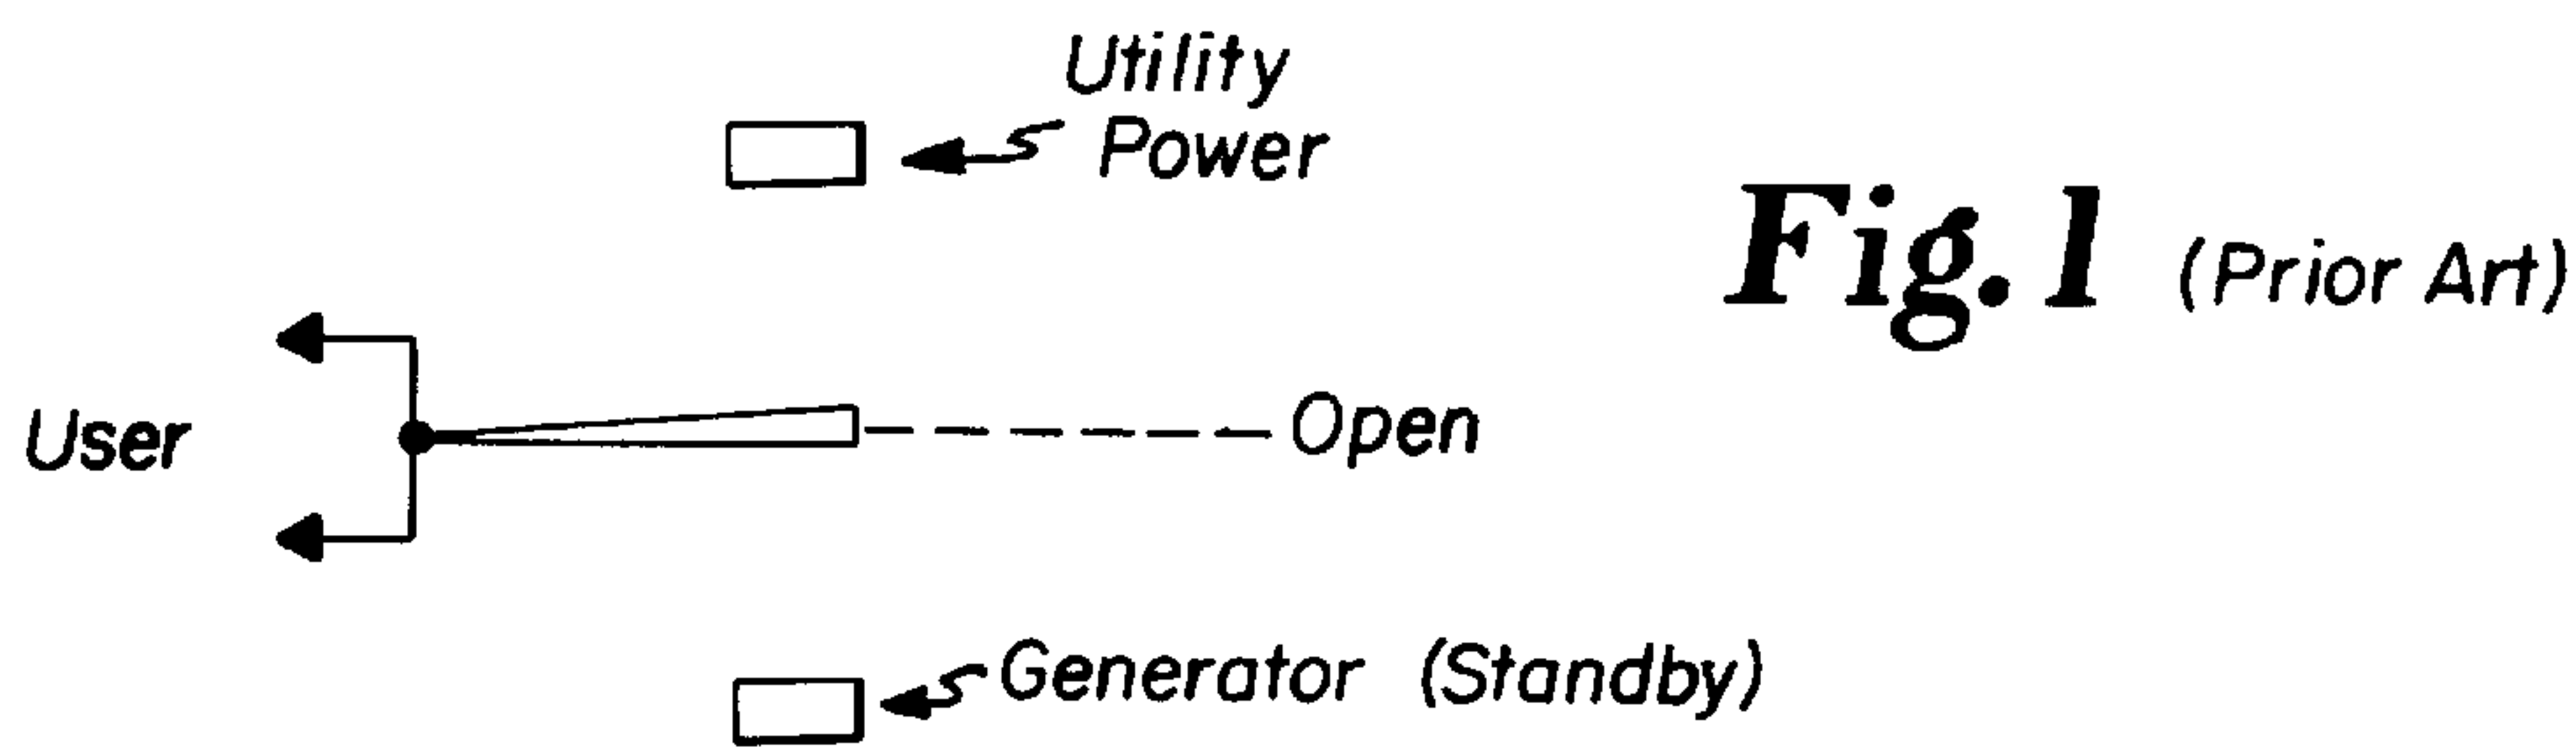 Utility
Power
Fig. 1 (Prior Art)
User
Open
Generator (Standby)